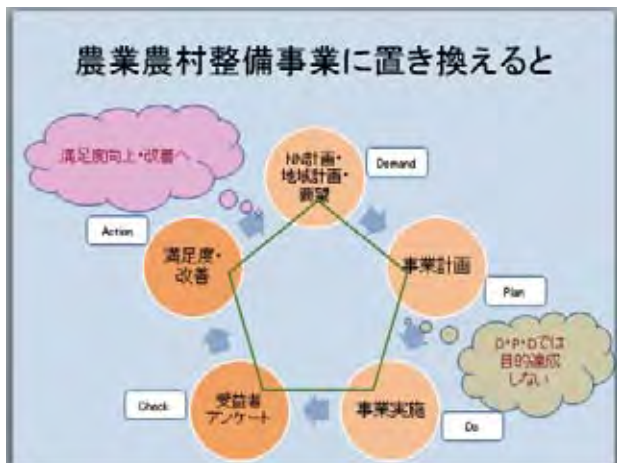 農業農村整備事業に置き換えると
満足度向上・改善へ
NN計画・
地域計画・
要望
Demand
Action
満足度・
改善
事業計画
Plan
D・P・Dでは
目的達成
しない
Check
受益者
アンケート
事業実施
Do